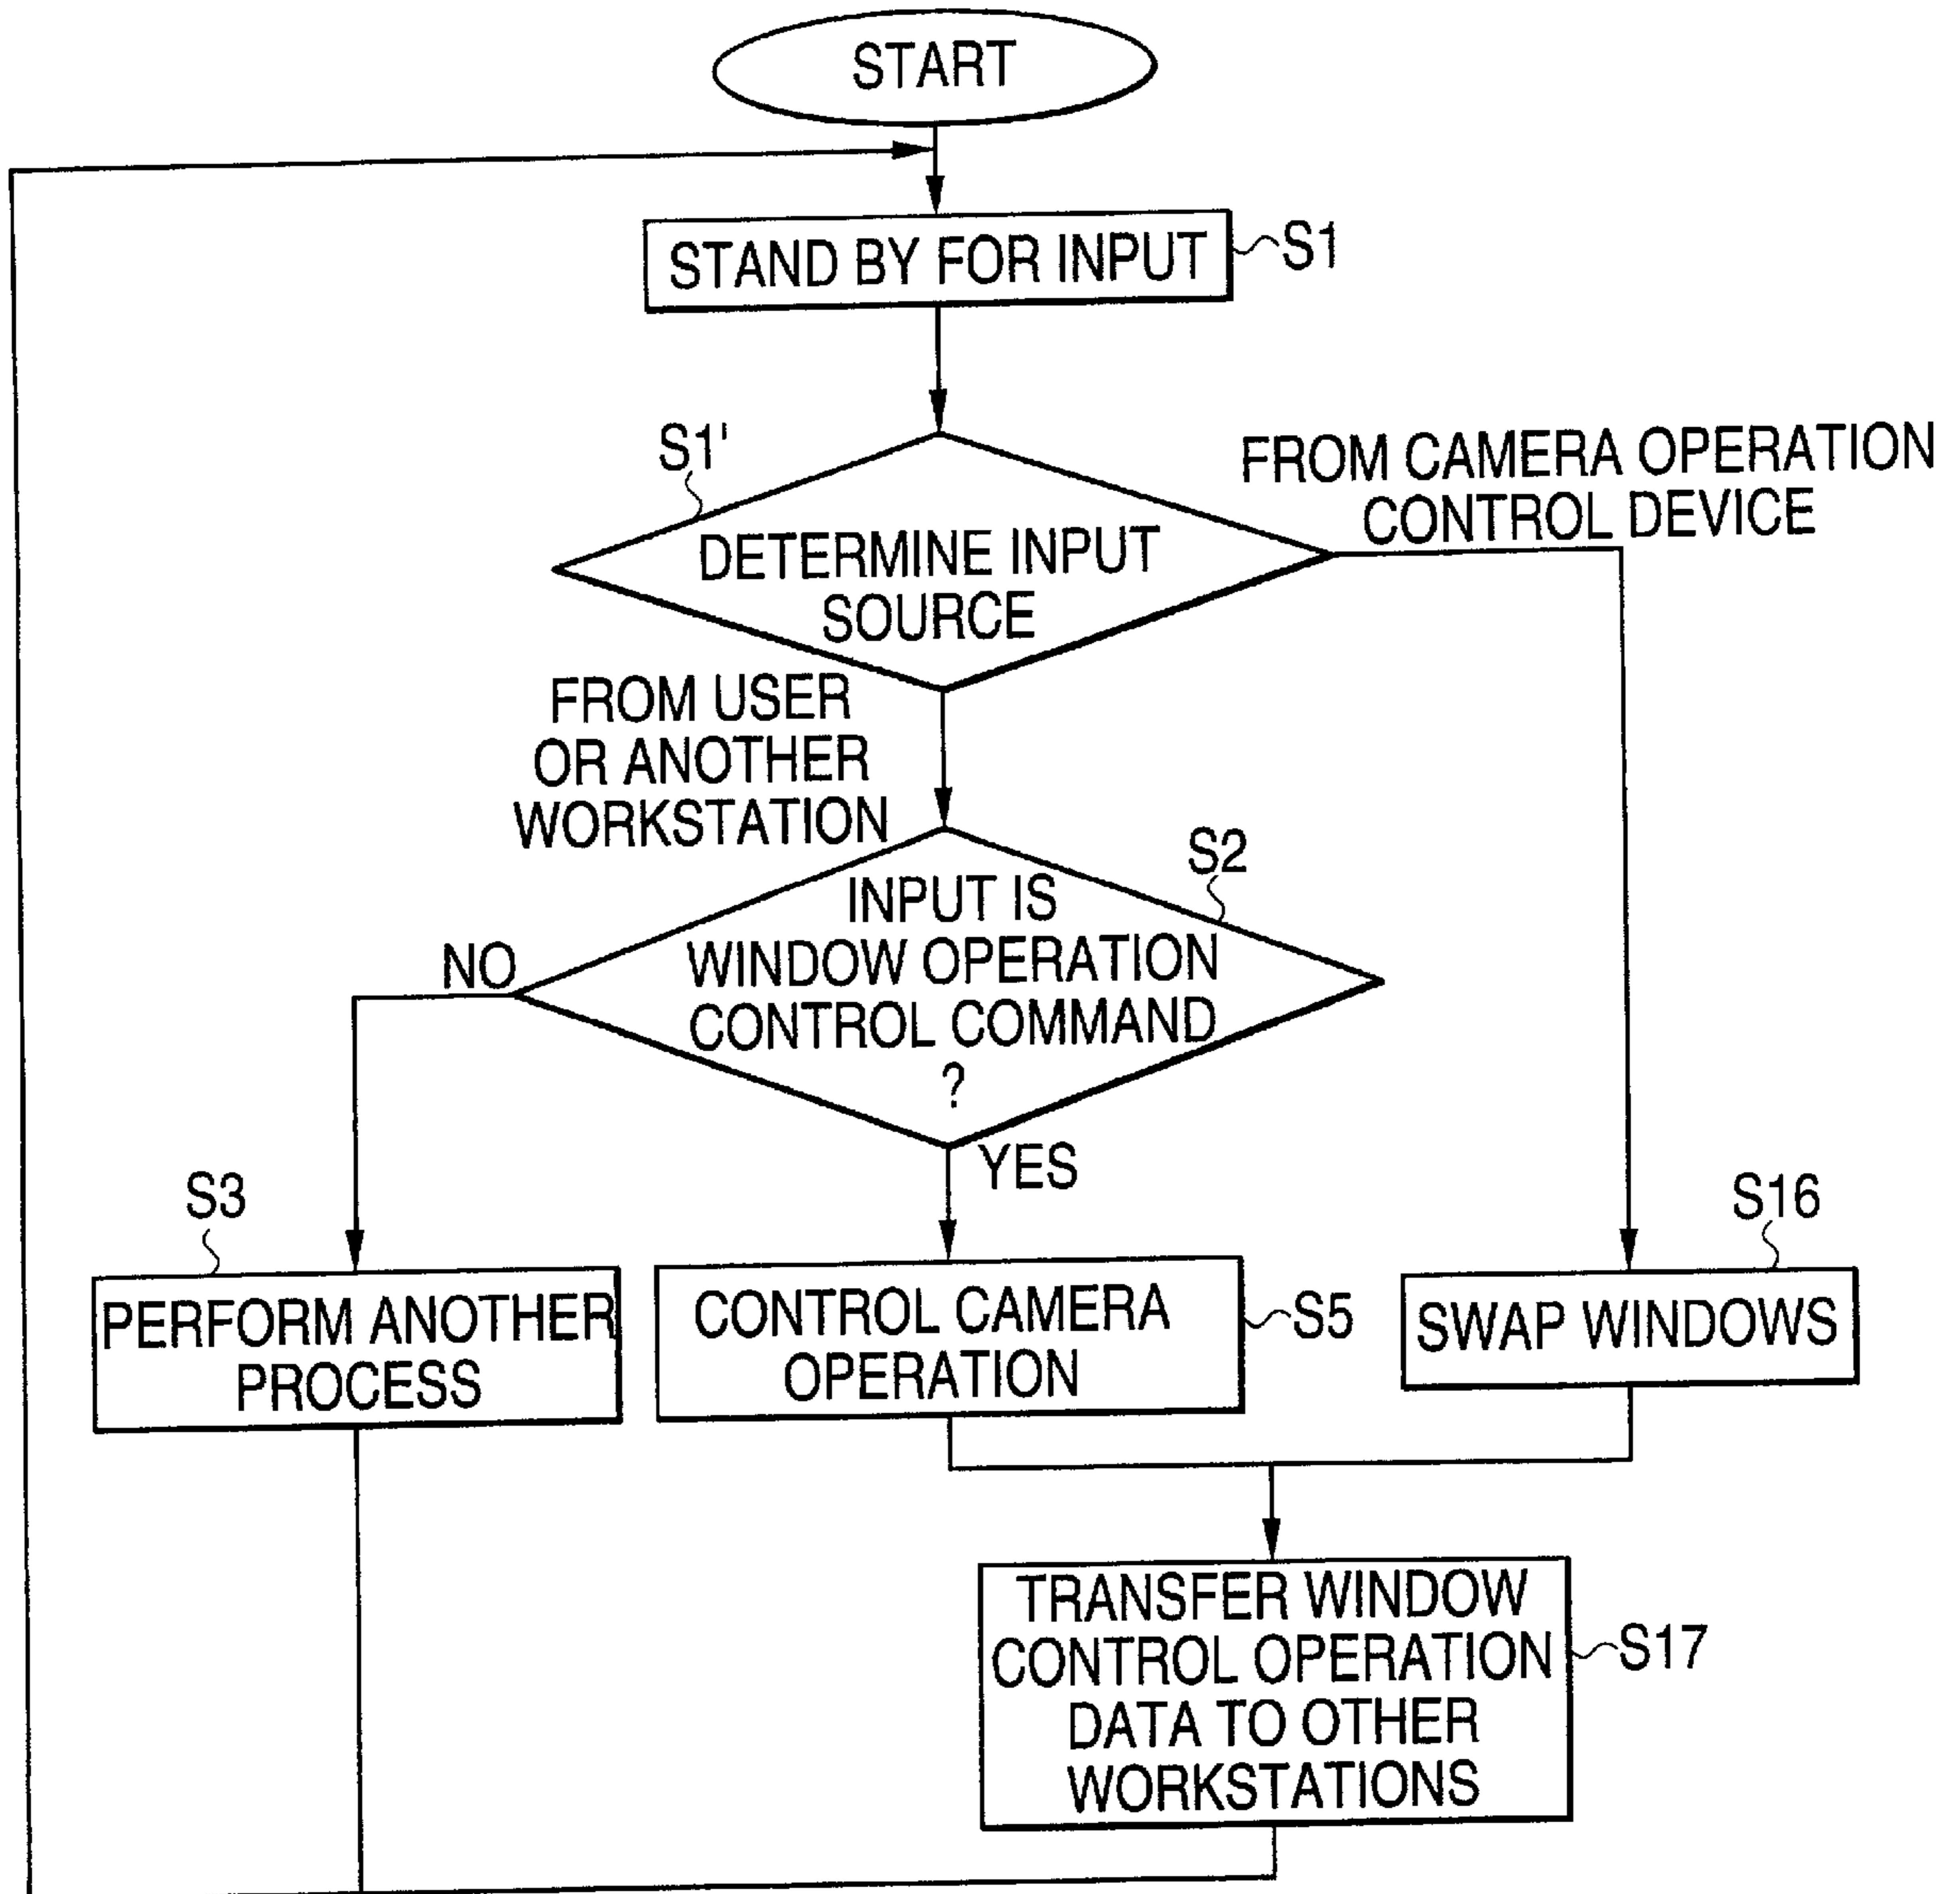 START
STAND BY FOR INPUT
S1
S1'
FROM CAMERA OPERATION
CONTROL DEVICE
DETERMINE INPUT
SOURCE
FROM USER
OR ANOTHER
WORKSTATION
S2
INPUT IS
WINDOW OPERATION
CONTROL COMMAND
?
NO
YES
S3
PERFORM ANOTHER
PROCESS
CONTROL CAMERA
OPERATION
S5
S16
SWAP WINDOWS
TRANSFER WINDOW
CONTROL OPERATION
DATA TO OTHER
WORKSTATIONS
S17